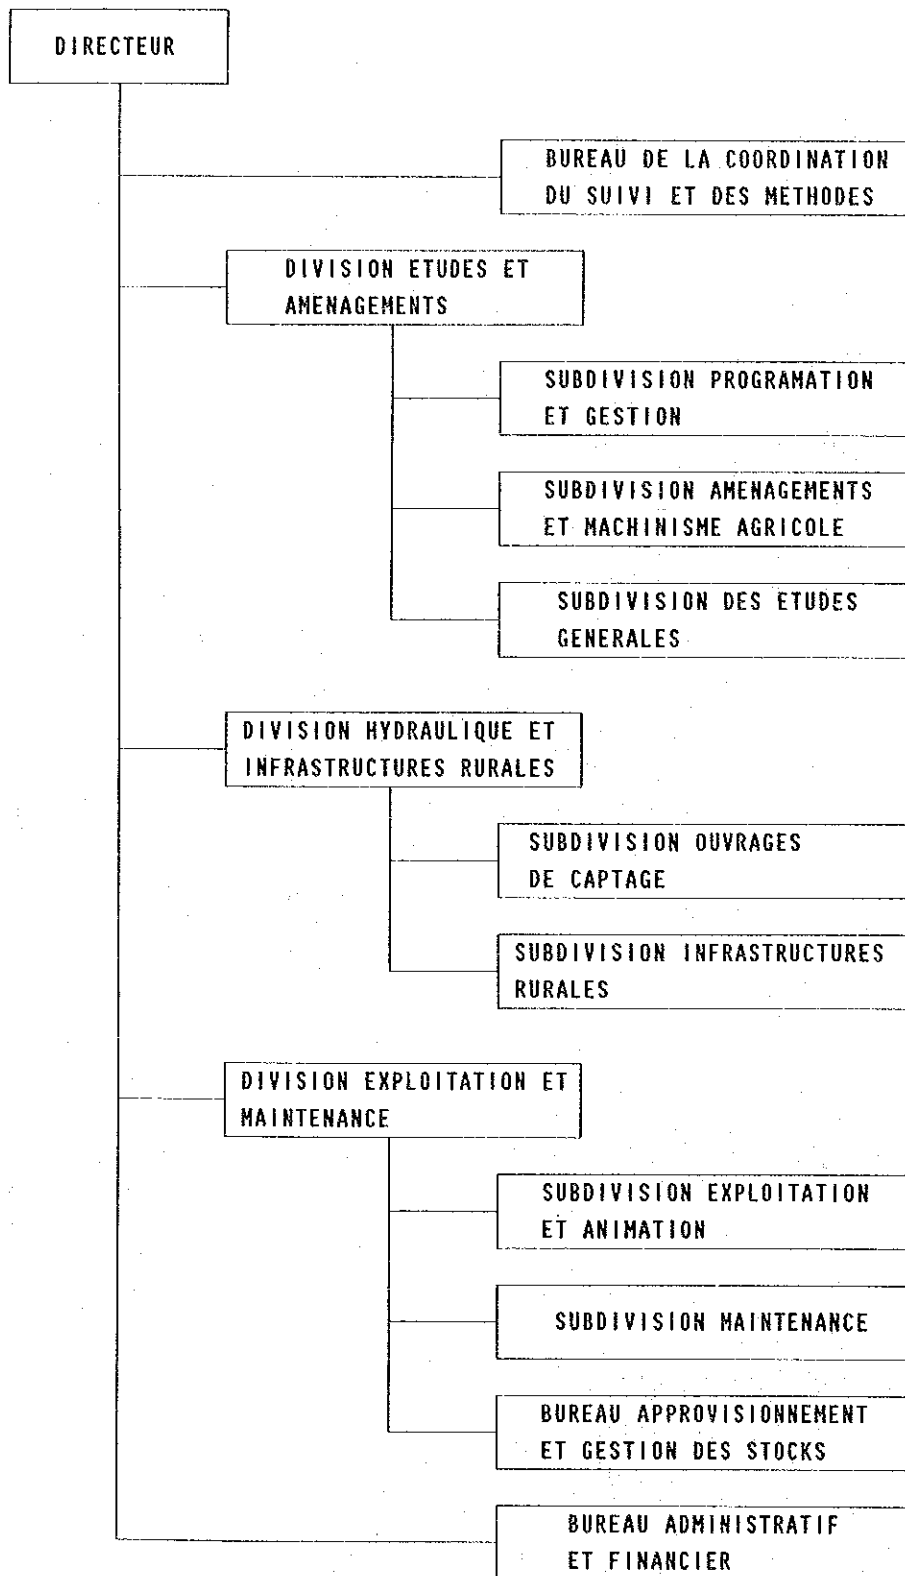 DIRECTEUR
BUREAU DE LA COORDINATION
DU SUIVI ET DES METHODES
DIVISION ETUDES ET
AMENAGEMENTS
SUBDIVISION PROGRAMATION
ET GESTION
SUBDIVISION AMENAGEMENTS
ET MACHINISME AGRICOLE
SUBDIVISION DES ETUDES
GENERALES
DIVISION HYDRAULIQUE ET
INFRASTRUCTURES RURALES
SUBDIVISION OUVRAGES
DE CAPTAGE
SUBDIVISION INFRASTRUCTURES
RURALES
DIVISION EXPLOITATION ET
MAINTENANCE
SUBDIVISION EXPLOITATION
ET ANIMATION
SUBDIVISION MAINTENANCE
BUREAU APPROVISIONNEMENT
ET GESTION DES STOCKS
BUREAU ADMINISTRATIF
ET FINANCIER